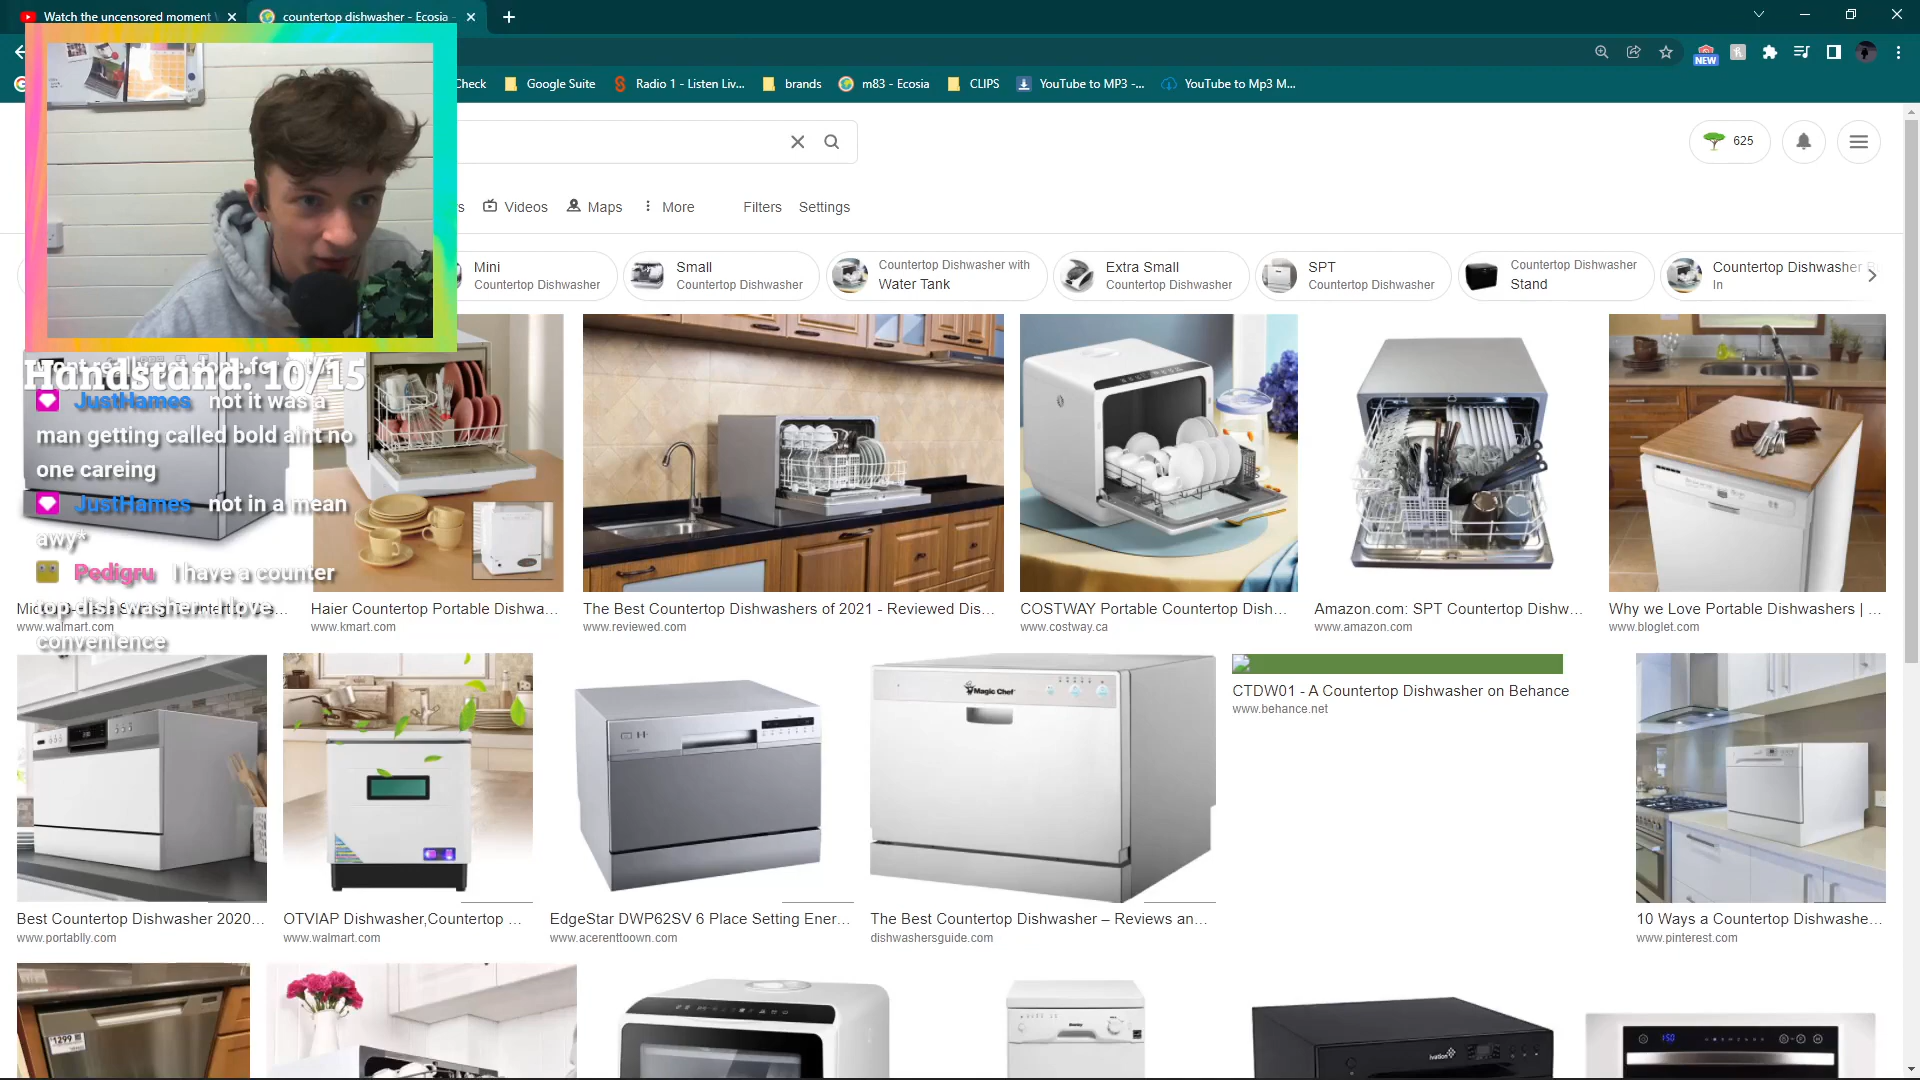 Watch the uncensored moment
countertop dishwasher - Ecosia -
NEW
Check
Google Suite
Radio 1 - Listen Liv...
brands
m83 - Ecosia
CLIPS
YouTube to MP3 -...
YouTube to Mp3 M...
625
Videos
Maps
More
Filters
Settings
Mini
Countertop Dishwasher
Small
Countertop Dishwasher
Countertop Dishwasher with
Water Tank
Extra Small
Countertop Dishwasher
SPT
Countertop Dishwasher
Countertop Dishwasher
Stand
Countertop Dishwasher
In
Handstand: 10/15
JustHames not it was a
man getting called bold aint no
one careing
JustHames not in a mean
awy*
Pedigru I have a counter
top dish washer...I love
convenience
www.walmart.com
Haier Countertop Portable Dishwa...
www.kmart.com
The Best Countertop Dishwashers of 2021 - Reviewed Dis...
www.reviewed.com
COSTWAY Portable Countertop Dish...
www.costway.ca
Amazon.com: SPT Countertop Dishw...
www.amazon.com
Why we Love Portable Dishwashers | ...
www.bloglet.com
Magic Chef
CTDW01 - A Countertop Dishwasher on Behance
www.behance.net
Best Countertop Dishwasher 2020...
www.portablly.com
OTVIAP Dishwasher,Countertop ...
www.walmart.com
EdgeStar DWP62SV 6 Place Setting Ener...
www.acerenttoown.com
The Best Countertop Dishwasher – Reviews an...
dishwashersguide.com
10 Ways a Countertop Dishwashe...
www.pinterest.com
1299
ivation
150